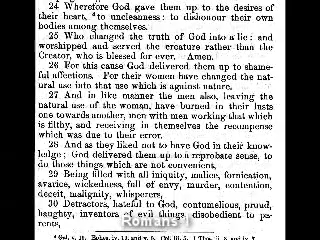 24 Wherefore God gave them up to the desires of
their heart, ᵈto uncleanness: to dishonour their own
bodies among themselves.
25 Who changed the truth of God into a lie: and
worshipped and served the creature rather than the
Creator, who is blessed for ever. Amen.
26 For this cause God delivered them up to shame-
ful affections. For their women have changed the nat-
ural use into that use which is against nature.
27 And in like manner the men also, leaving the
natural use of the woman, have burned in their lusts
one towards another, men with men working that which
is filthy, and receiving in themselves the recompense
which was due to their error.
28 And as they liked not to have God in their know-
ledge; God delivered them up to a reprobate sense, to
do those things which are not convenient,
29 Being filled with all iniquity, malice, fornication,
avarice, wickedness, full of envy, murder, contention,
deceit, malignity, whisperers,
30 Detractors, hateful to God, contumelious, proud,
haughty, inventors of evil things, disobedient to pa-
rents,
Romans 1